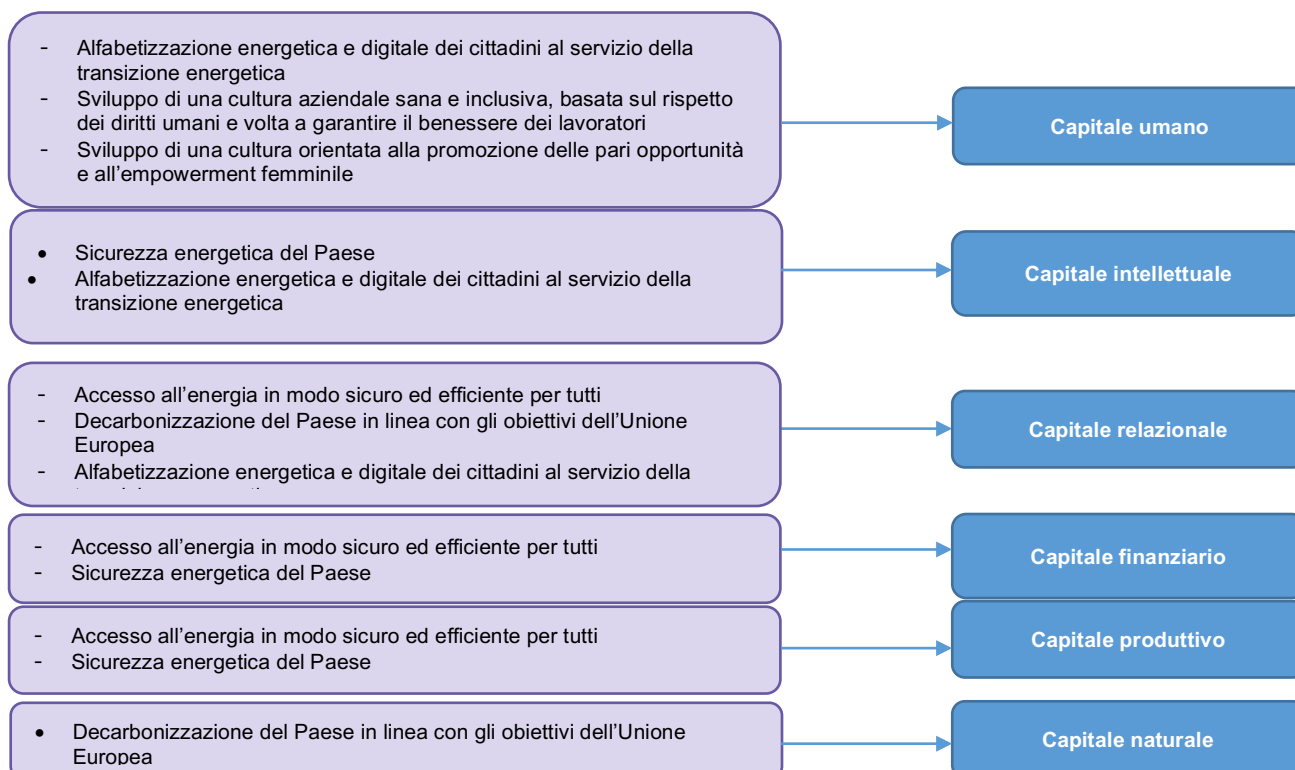 - Alfabetizzazione energetica e digitale dei cittadini al servizio della
transizione energetica
- Sviluppo di una cultura aziendale sana e inclusiva, basata sul rispetto
dei diritti umani e volta a garantire il benessere dei lavoratori
- Sviluppo di una cultura orientata alla promozione delle pari opportunità
e all’empowerment femminile
Capitale umano
• Sicurezza energetica del Paese
• Alfabetizzazione energetica e digitale dei cittadini al servizio della
transizione energetica
Capitale intellettuale
- Accesso all’energia in modo sicuro ed efficiente per tutti
- Decarbonizzazione del Paese in linea con gli obiettivi dell’Unione
Europea
- Alfabetizzazione energetica e digitale dei cittadini al servizio della
Capitale relazionale
- Accesso all’energia in modo sicuro ed efficiente per tutti
- Sicurezza energetica del Paese
Capitale finanziario
- Accesso all’energia in modo sicuro ed efficiente per tutti
- Sicurezza energetica del Paese
Capitale produttivo
• Decarbonizzazione del Paese in linea con gli obiettivi dell’Unione
Europea
Capitale naturale